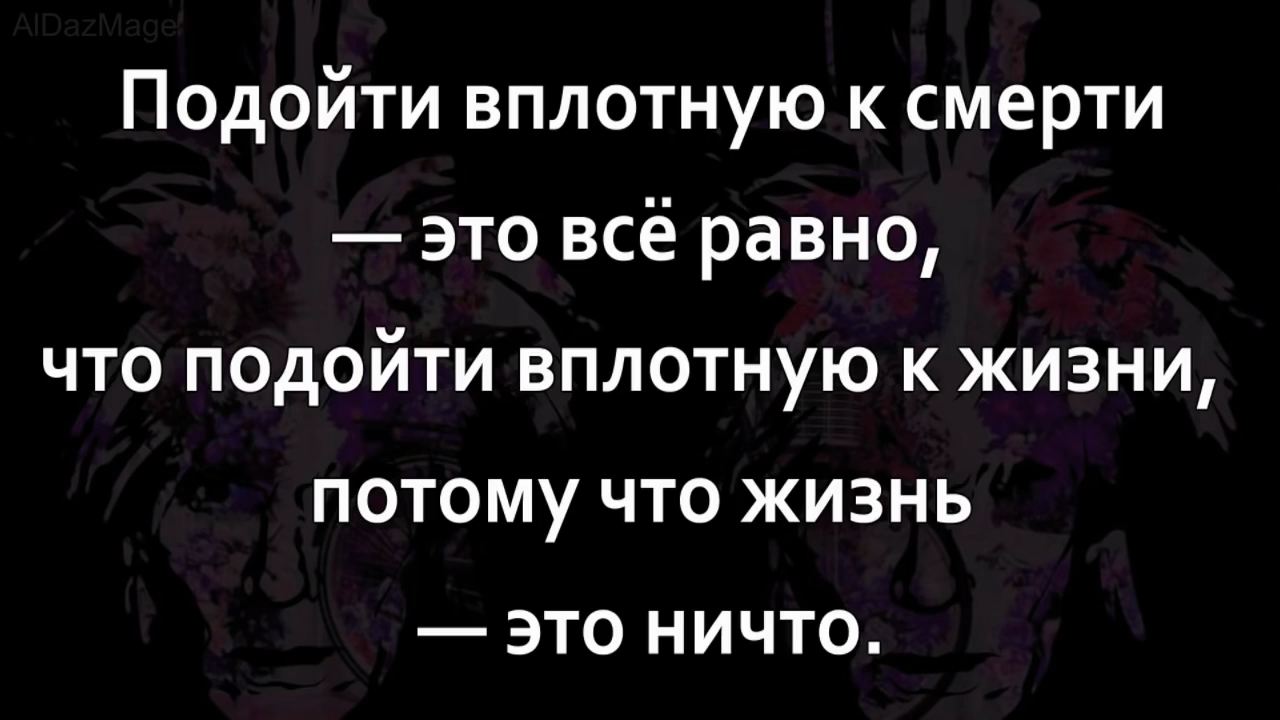 AlDazMage
Подойти вплотную к смерти
— это всё равно,
что подойти вплотную к жизни,
потому что жизнь
— это ничто.